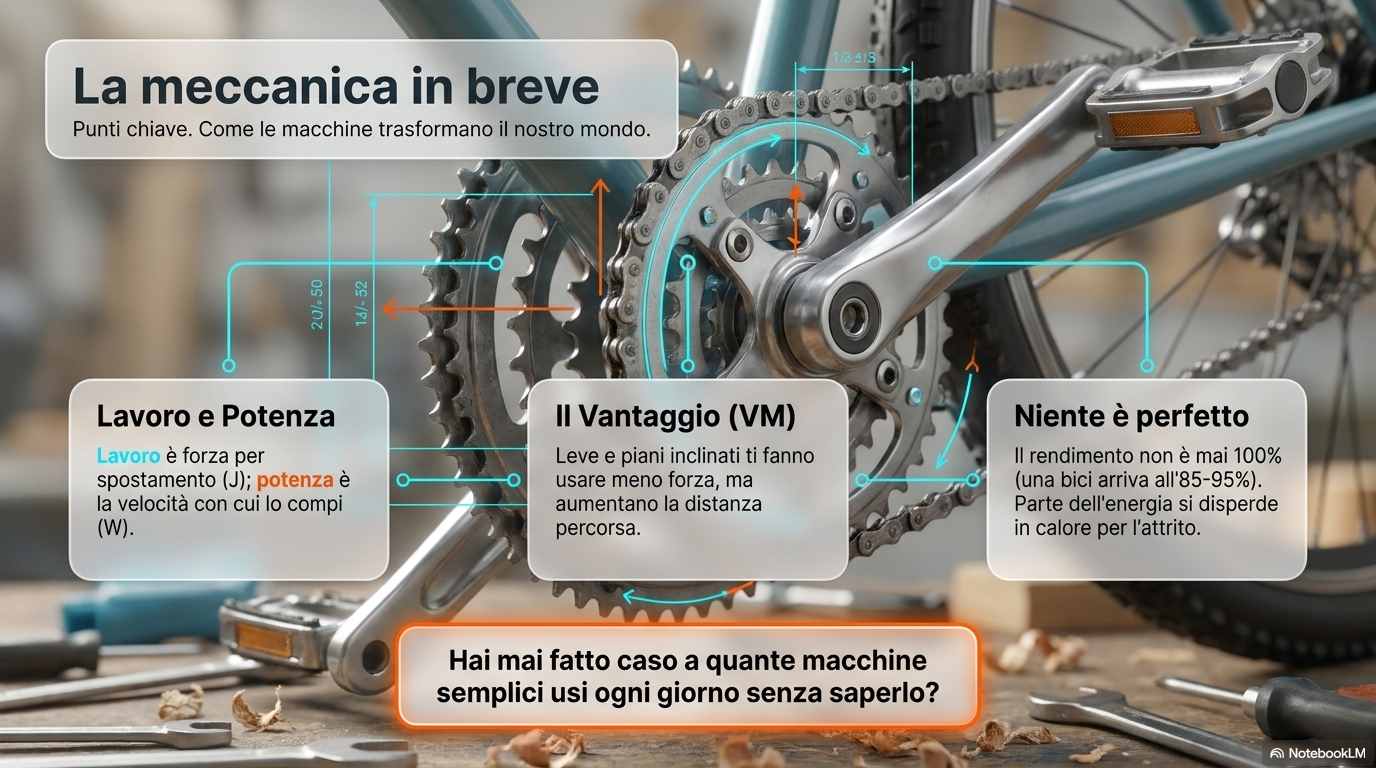 La meccanica in breve
Punti chiave. Come le macchine trasformano il nostro mondo.
Lavoro e Potenza
Lavoro è forza per
spostamento (J); potenza è
la velocità con cui lo compi
(W).
Il Vantaggio (VM)
Leve e piani inclinati ti fanno
usare meno forza, ma
aumentano la distanza
percorsa.
Niente è perfetto
Il rendimento non è mai 100%
(una bici arriva all'85-95%).
Parte dell'energia si disperde
in calore per l'attrito.
Hai mai fatto caso a quante macchine
semplici usi ogni giorno senza saperlo?
NotebookLM